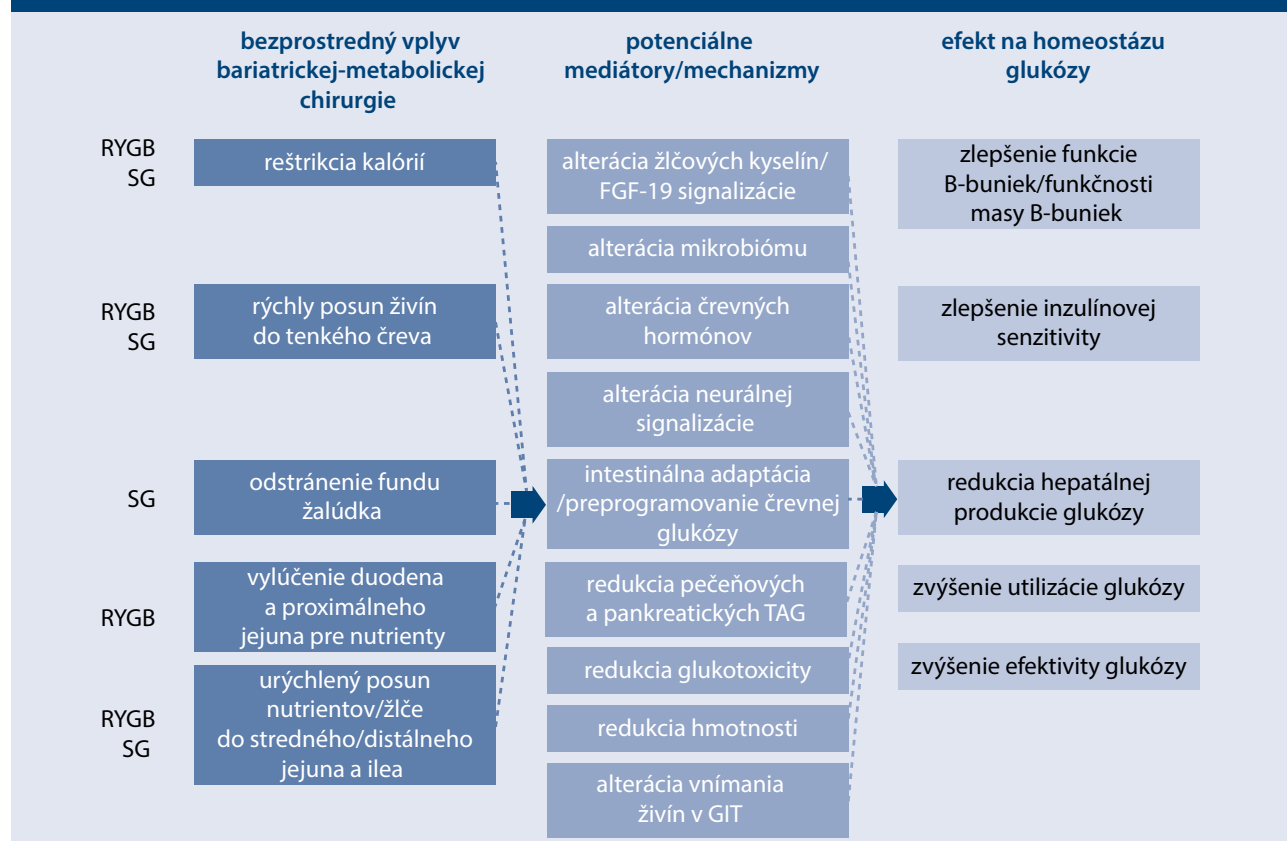 bezprostredný vplyv
bariatrickej-metabolickej
chirurgie
potenciálne
mediátory/mechanizmy
efekt na homeostázu
glukózy
RYGB
SG
reštrikcia kalórií
RYGB
SG
rýchly posun živín
do tenkého čreva
SG
odstránenie fundu
žalúdka
RYGB
vylúčenie duodena
a proximálneho
jejuna pre nutrienty
RYGB
SG
urýchlený posun
nutrientov/žlče
do stredného/distálneho
jejuna a ilea
alterácia žlčových kyselín/
FGF-19 signalizácie
alterácia mikrobiómu
alterácia črevných
hormónov
alterácia neurálnej
signalizácie
intestinálna adaptácia
/preprogramovanie črevnej
glukózy
redukcia pečeňových
a pankreatických TAG
redukcia glukotoxicity
redukcia hmotnosti
alterácia vnímania
živín v GIT
zlepšenie funkcie
B-buniek/funkčnosti
masy B-buniek
zlepšenie inzulínovej
senzitivity
redukcia hepatálnej
produkcie glukózy
zvýšenie utilizácie glukózy
zvýšenie efektivity glukózy